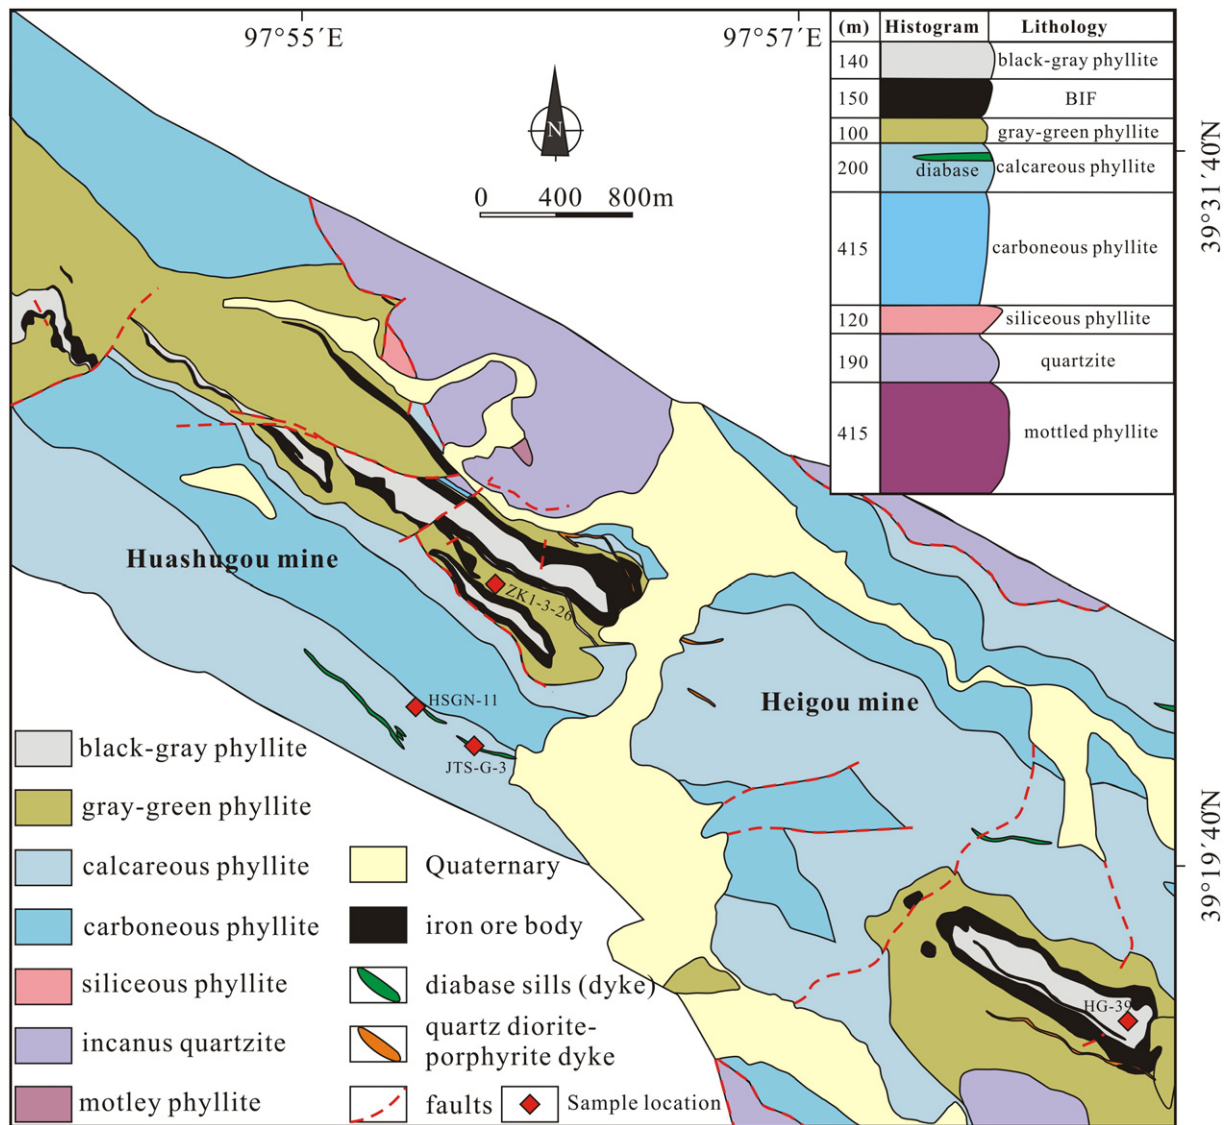 97°55′E
97°57′E
(m) Histogram Lithology
140 black-gray phyllite
150 BIF
100 gray-green phyllite
200 diabase calcareous phyllite
415 carboneous phyllite
120 siliceous phyllite
190 quartzite
415 mottled phyllite
39°31′40″N
39°19′40″N
N
0 400 800m
Huashugou mine
ZK1-3-26
HSGN-11
JTS-G-3
Heigou mine
HG-39
black-gray phyllite
gray-green phyllite
calcareous phyllite
carboneous phyllite
siliceous phyllite
incanus quartzite
motley phyllite
Quaternary
iron ore body
diabase sills (dyke)
quartz diorite-
porphyrite dyke
faults
Sample location